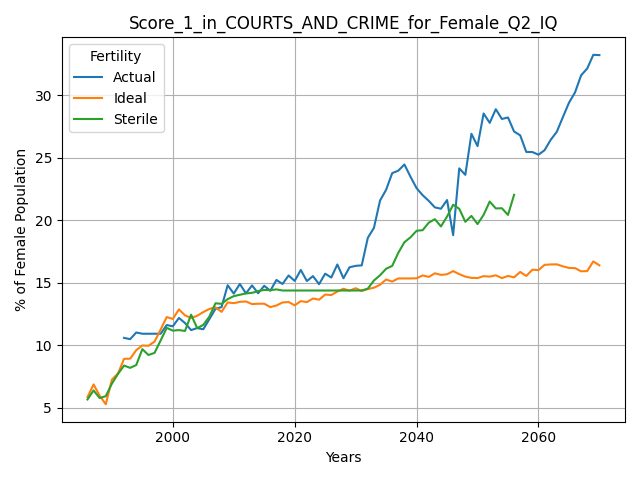 Score_1_in_COURTS_AND_CRIME_for_Female_Q2_IQ
Fertility
Actual
Ideal
Sterile
% of Female Population
30
25
20
15
10
5
2000 2020 2040 2060
Years